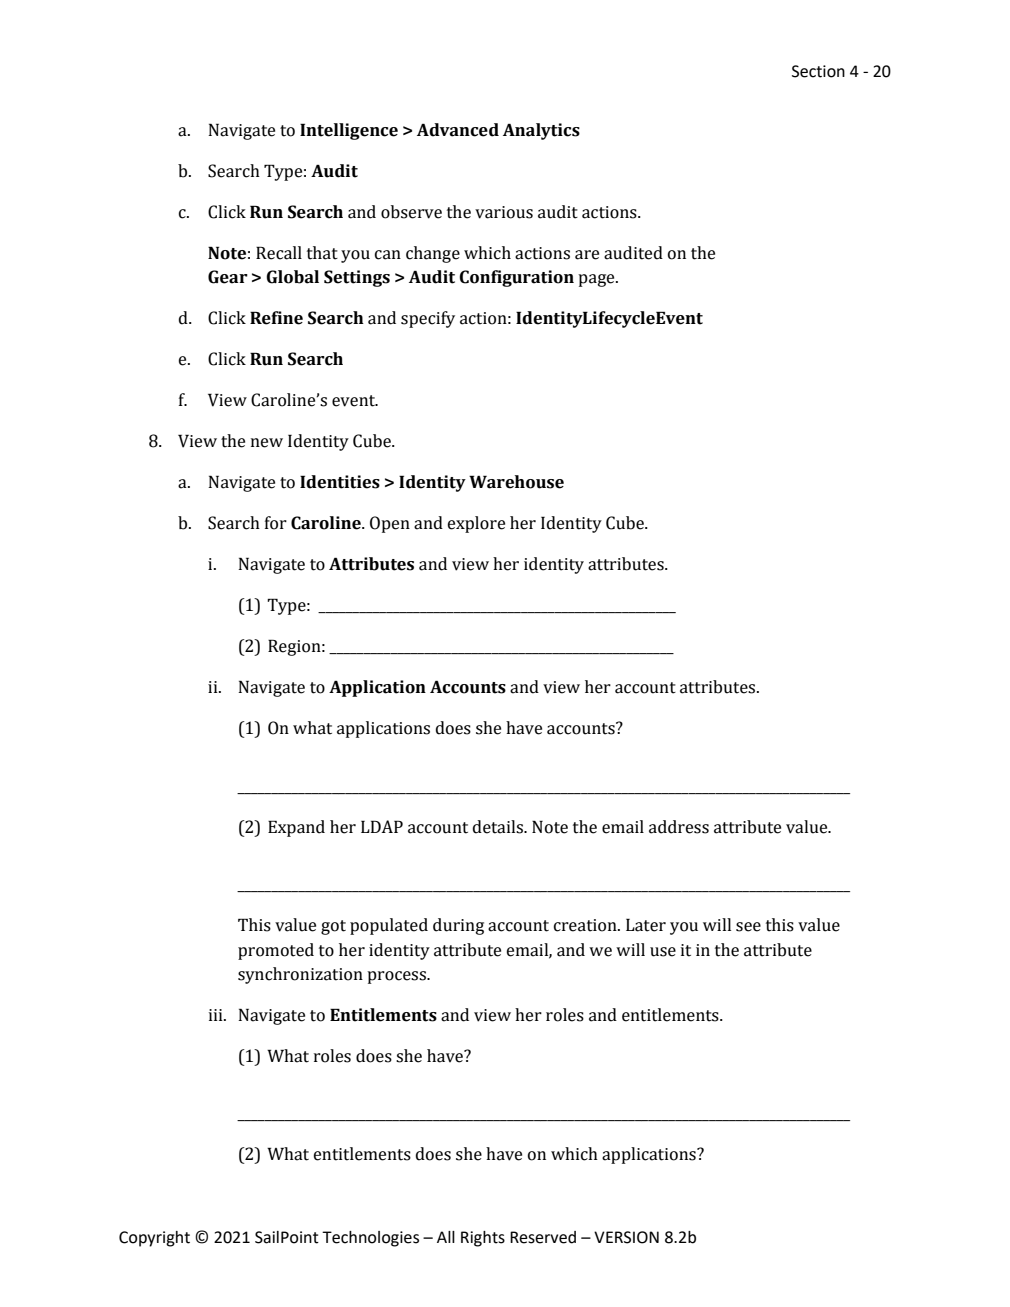 Section 4 - 20
a. Navigate to Intelligence > Advanced Analytics
b. Search Type: Audit
c. Click Run Search and observe the various audit actions.
Note: Recall that you can change which actions are audited on the
Gear > Global Settings > Audit Configuration page.
d. Click Refine Search and specify action: IdentityLifecycleEvent
e. Click Run Search
f. View Caroline’s event.
8. View the new Identity Cube.
a. Navigate to Identities > Identity Warehouse
b. Search for Caroline. Open and explore her Identity Cube.
i. Navigate to Attributes and view her identity attributes.
(1) Type: ___________________________________________________
(2) Region: _________________________________________________
ii. Navigate to Application Accounts and view her account attributes.
(1) On what applications does she have accounts?
________________________________________________________________________________________
(2) Expand her LDAP account details. Note the email address attribute value.
________________________________________________________________________________________
This value got populated during account creation. Later you will see this value
promoted to her identity attribute email, and we will use it in the attribute
synchronization process.
iii. Navigate to Entitlements and view her roles and entitlements.
(1) What roles does she have?
________________________________________________________________________________________
(2) What entitlements does she have on which applications?
Copyright © 2021 SailPoint Technologies – All Rights Reserved – VERSION 8.2b